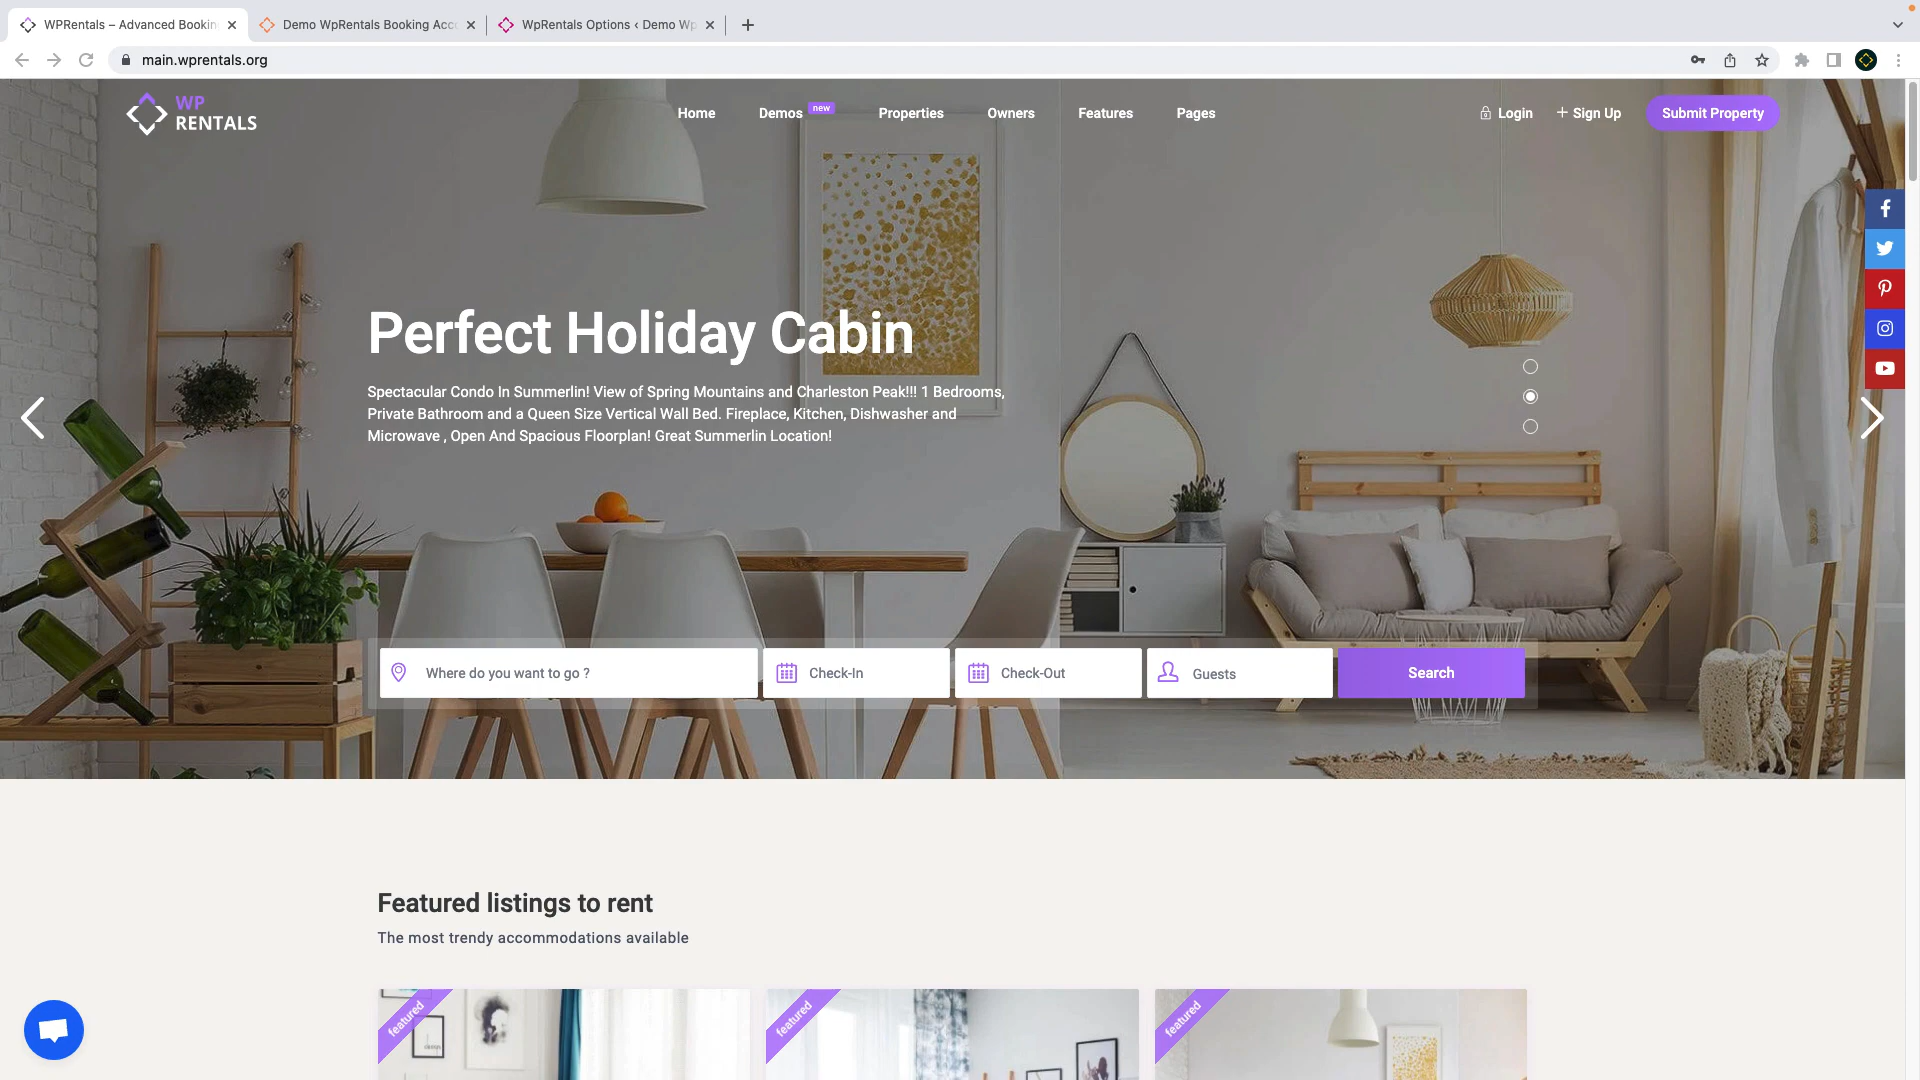 WPRentals – Advanced Bookin
Demo WpRentals Booking Acc
WpRentals Options ‹ Demo Wp
main.wprentals.org
WP
RENTALS
Home
Demos
new
Properties
Owners
Features
Pages
Login
Sign Up
Submit Property
Perfect Holiday Cabin
Spectacular Condo In Summerlin! View of Spring Mountains and Charleston Peak!!! 1 Bedrooms,
Private Bathroom and a Queen Size Vertical Wall Bed. Fireplace, Kitchen, Dishwasher and
Microwave , Open And Spacious Floorplan! Great Summerlin Location!
Where do you want to go ?
Check-In
Check-Out
Guests
Search
Featured listings to rent
The most trendy accommodations available
featured
featured
featured